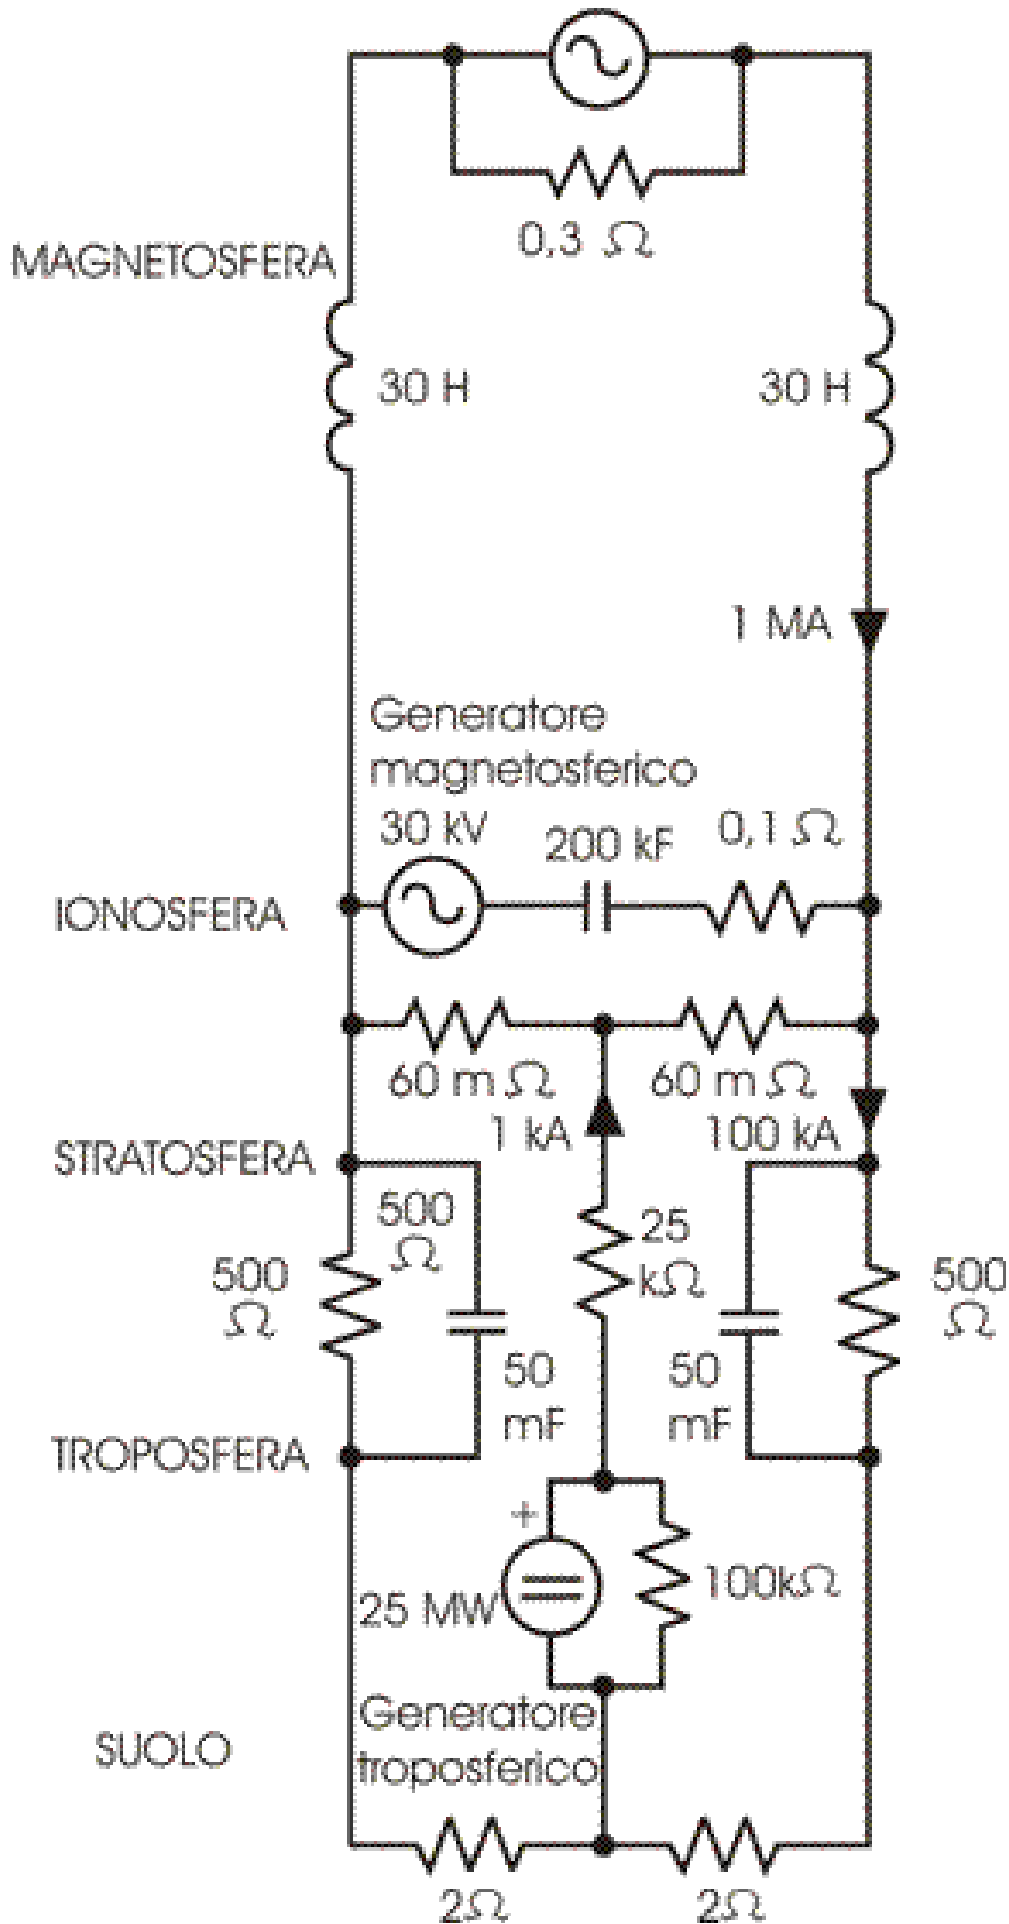 0,3 Ω
MAGNETOSFERA
30 H
30 H
1 MA
Generatore
magnetosferico
30 kV
200 kF
0,1 Ω
IONOSFERA
60 m Ω
60 m Ω
1 kA
100 kA
STRATOSFERA
500
Ω
500
Ω
25
kΩ
500
Ω
50
mF
50
mF
TROPOSFERA
+
25 MW
100kΩ
Generatore
troposferico
SUOLO
2Ω
2Ω